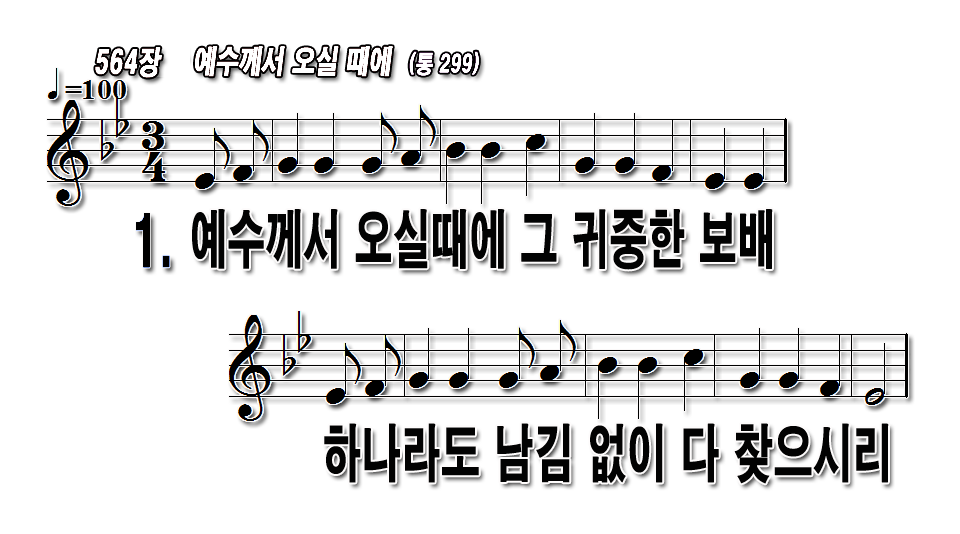 564장 예수께서 오실 때에 (통 299)
♩=100
3
4
1. 예수께서 오실때에 그 귀중한 보배
하나라도 남김 없이 다 찾으시리